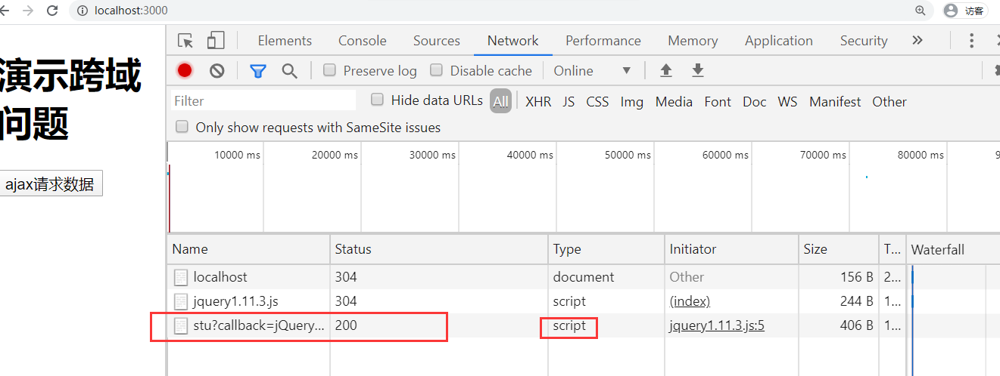 localhost:3000
访客
演示跨域
问题
ajax请求数据
Elements Console Sources Network Performance Memory Application Security
Preserve log Disable cache Online
Filter Hide data URLs All XHR JS CSS Img Media Font Doc WS Manifest Other
Only show requests with SameSite issues
10000 ms 20000 ms 30000 ms 40000 ms 50000 ms 60000 ms 70000 ms 80000 ms 9
Name Status Type Initiator Size T... Waterfall
localhost 304 document Other 156 B 2...
jquery1.11.3.js 304 script (index) 244 B 1...
stu?callback=jQuery... 200 script jquery1.11.3.js:5 406 B 1...